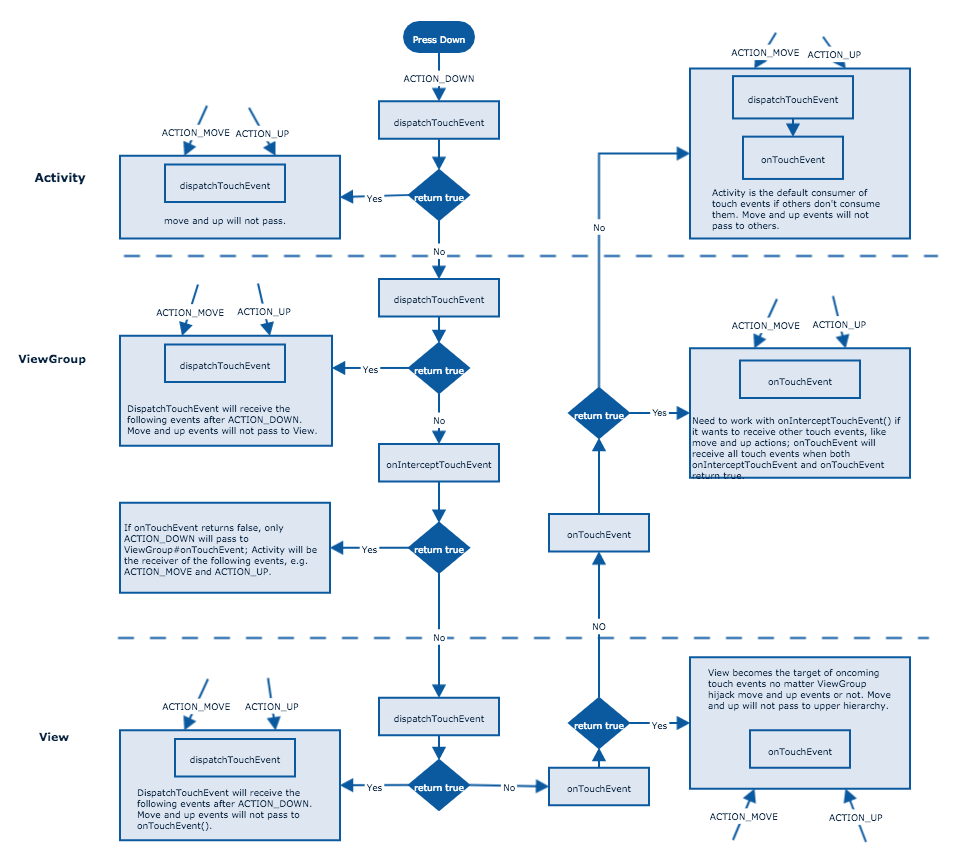 Press Down
ACTION_DOWN
dispatchTouchEvent
return true
Yes
No
Activity
ACTION_MOVE
ACTION_UP
dispatchTouchEvent
move and up will not pass.
ACTION_MOVE
ACTION_UP
dispatchTouchEvent
onTouchEvent
Activity is the default consumer of
touch events if others don't consume
them. Move and up events will not
pass to others.
No
ViewGroup
dispatchTouchEvent
return true
Yes
No
ACTION_MOVE
ACTION_UP
dispatchTouchEvent
DispatchTouchEvent will receive the
following events after ACTION_DOWN.
Move and up events will not pass to View.
onInterceptTouchEvent
return true
Yes
No
If onTouchEvent returns false, only
ACTION_DOWN will pass to
ViewGroup#onTouchEvent; Activity will be
the receiver of the following events, e.g.
ACTION_MOVE and ACTION_UP.
ACTION_MOVE
ACTION_UP
onTouchEvent
Need to work with onInterceptTouchEvent() if
it wants to receive other touch events, like
move and up actions; onTouchEvent will
receive all touch events when both
onInterceptTouchEvent and onTouchEvent
return true.
return true
Yes
onTouchEvent
NO
View
dispatchTouchEvent
return true
Yes
No
ACTION_MOVE
ACTION_UP
dispatchTouchEvent
DispatchTouchEvent will receive the
following events after ACTION_DOWN.
Move and up events will not pass to
onTouchEvent().
onTouchEvent
return true
Yes
View becomes the target of oncoming
touch events no matter ViewGroup
hijack move and up events or not. Move
and up will not pass to upper hierarchy.
onTouchEvent
ACTION_MOVE
ACTION_UP